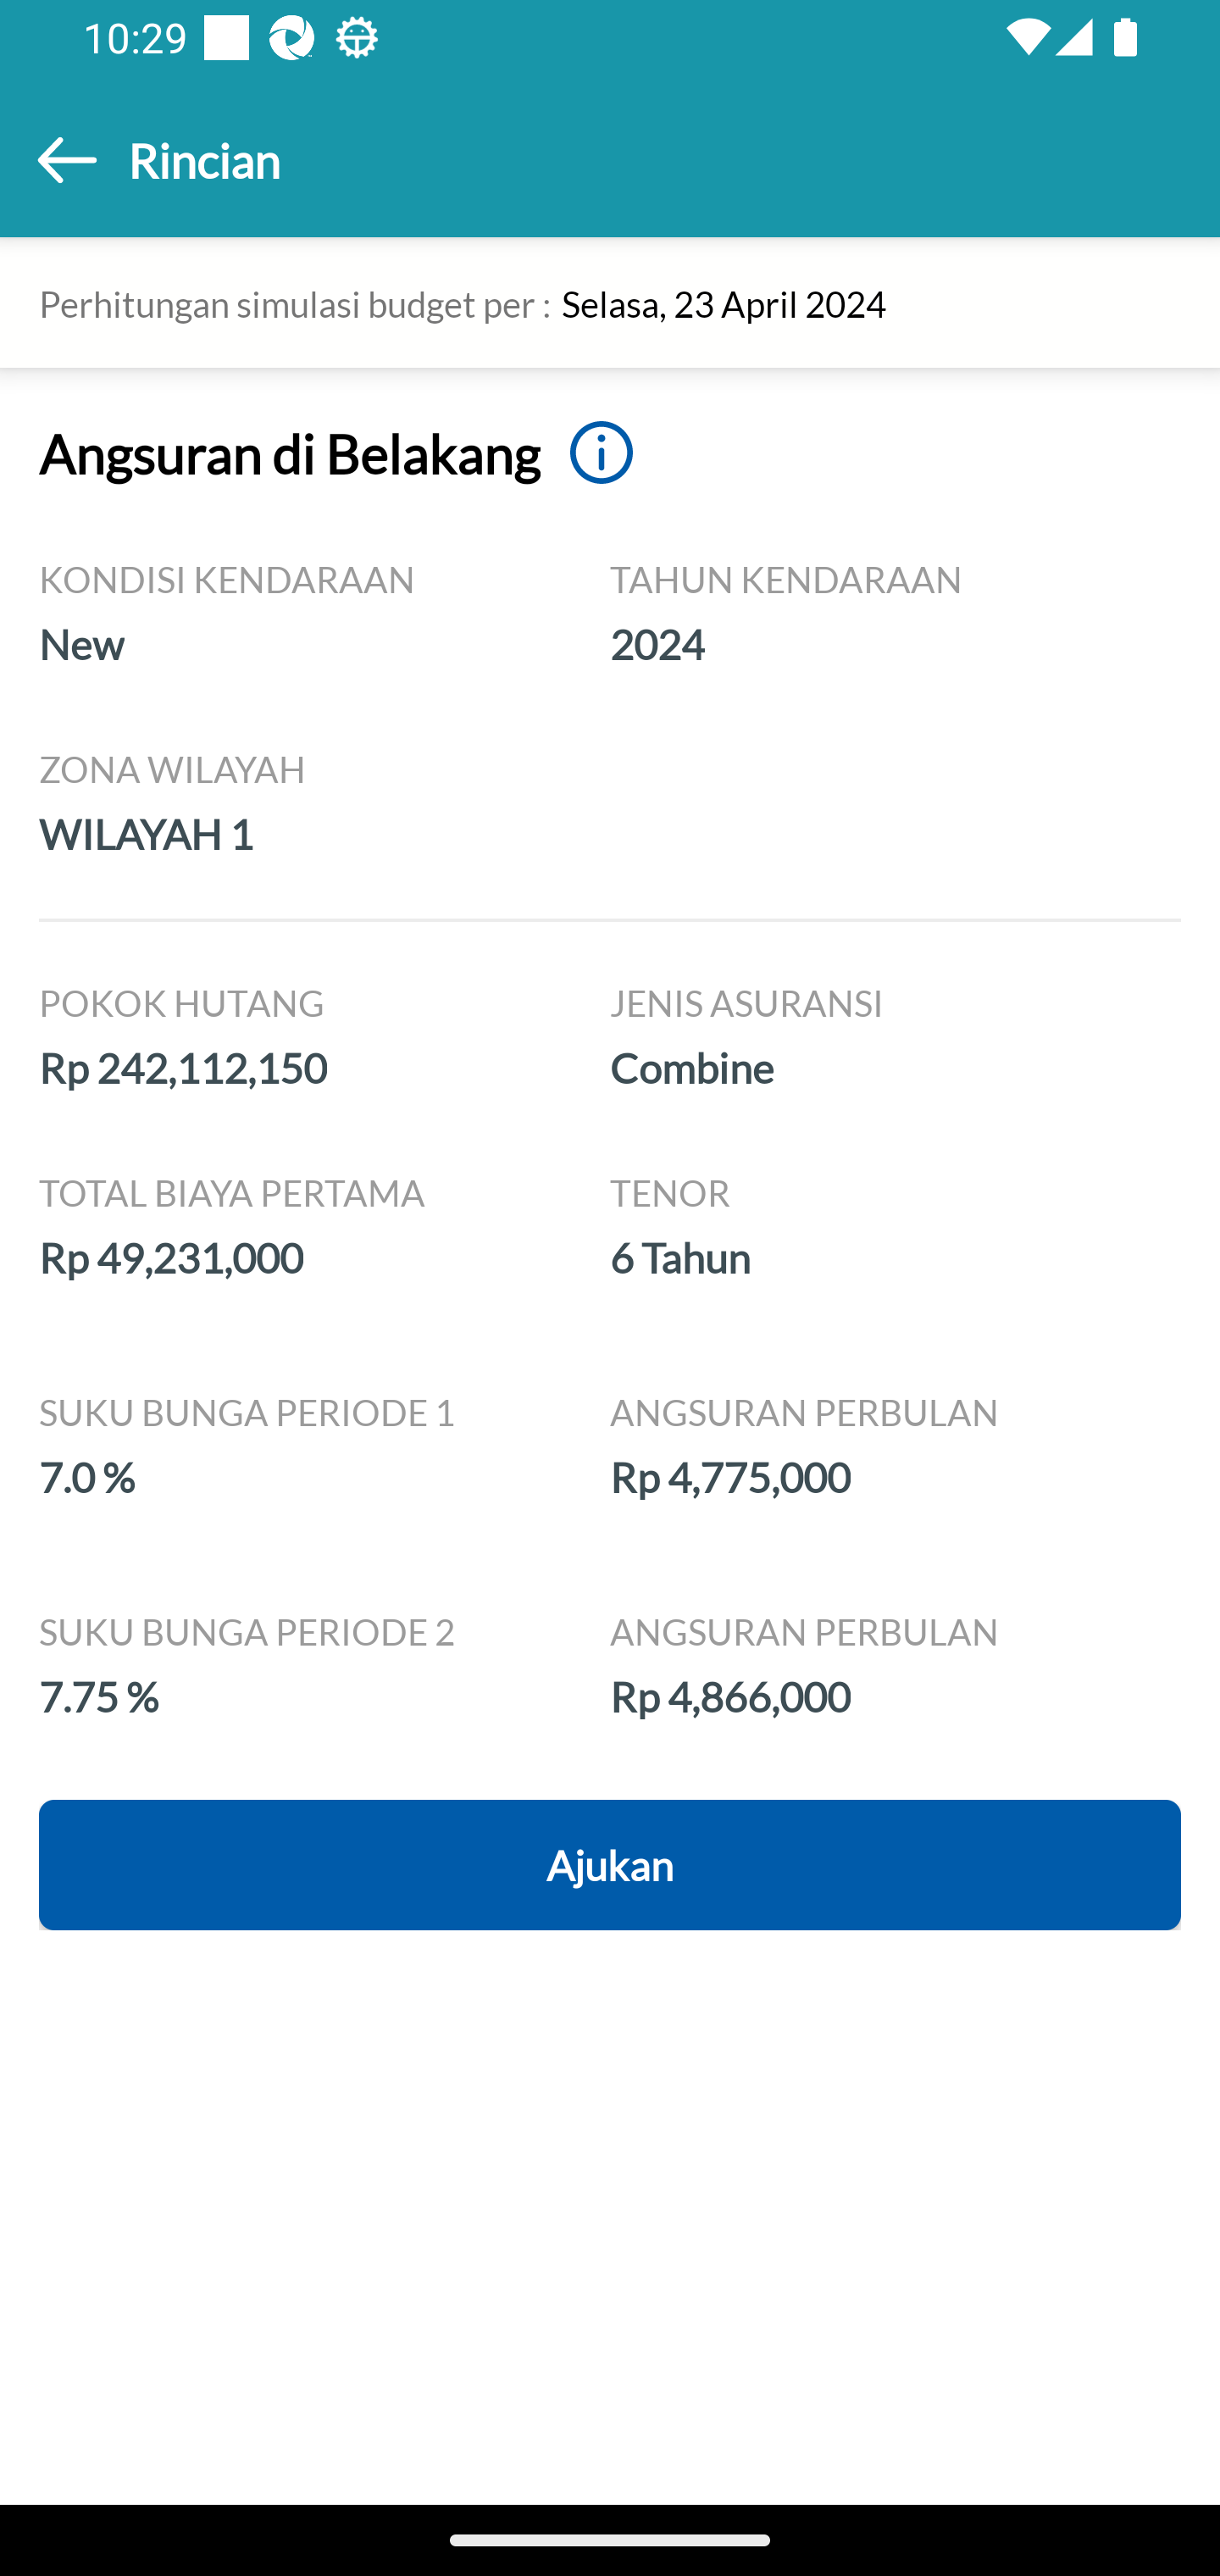 10:29
Rincian
Perhitungan simulasi budget per : Selasa, 23 April 2024
Angsuran di Belakang
KONDISI KENDARAAN
New
TAHUN KENDARAAN
2024
ZONA WILAYAH
WILAYAH 1
POKOK HUTANG
Rp 242,112,150
JENIS ASURANSI
Combine
TOTAL BIAYA PERTAMA
Rp 49,231,000
TENOR
6 Tahun
SUKU BUNGA PERIODE 1
7.0 %
ANGSURAN PERBULAN
Rp 4,775,000
SUKU BUNGA PERIODE 2
7.75 %
ANGSURAN PERBULAN
Rp 4,866,000
Ajukan